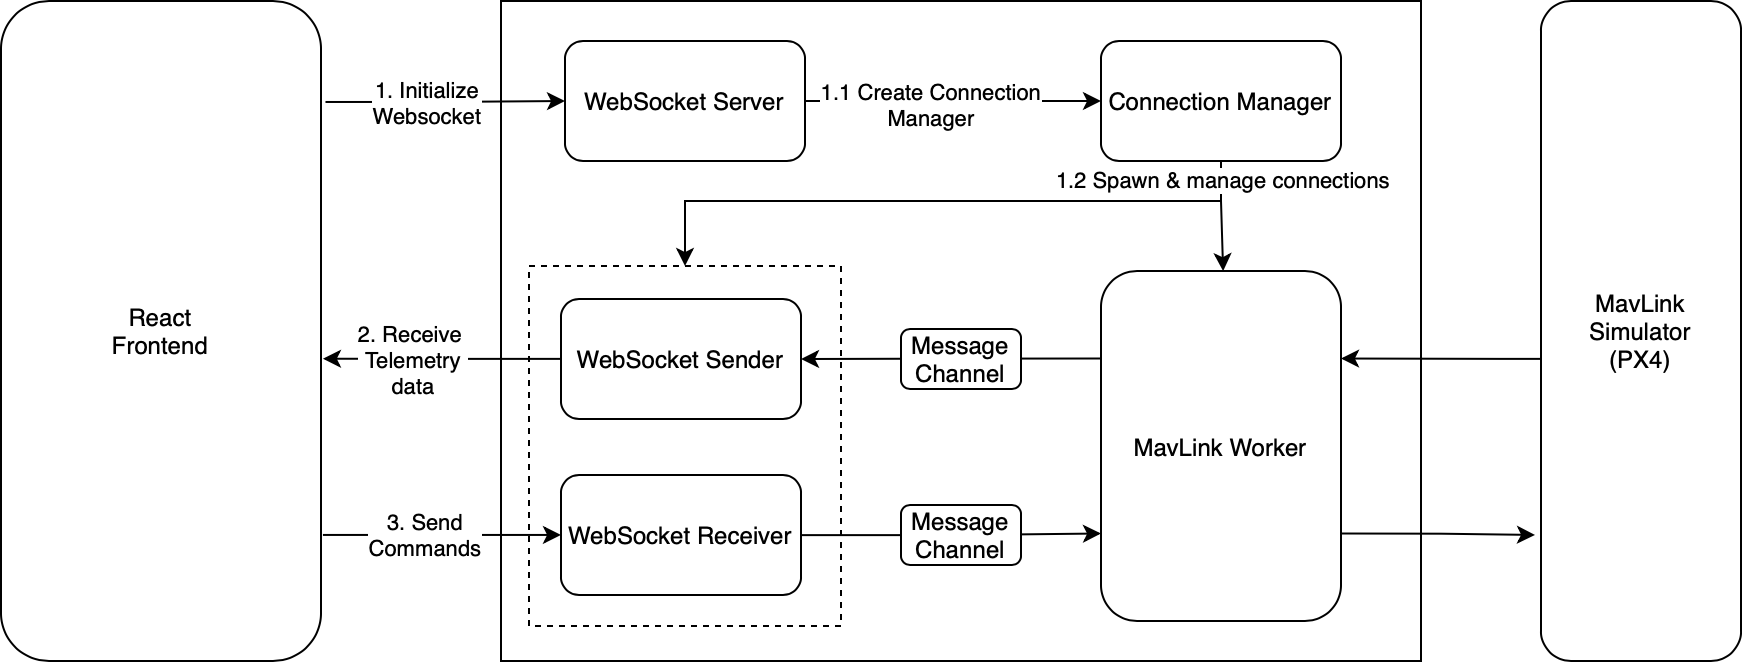 1. Initialize
Websocket
WebSocket Server
1.1 Create Connection
Manager
Connection Manager
1.2 Spawn & manage connections
React
Frontend
2. Receive
Telemetry
data
WebSocket Sender
Message
Channel
MavLink Worker
MavLink
Simulator
(PX4)
3. Send
Commands
WebSocket Receiver
Message
Channel